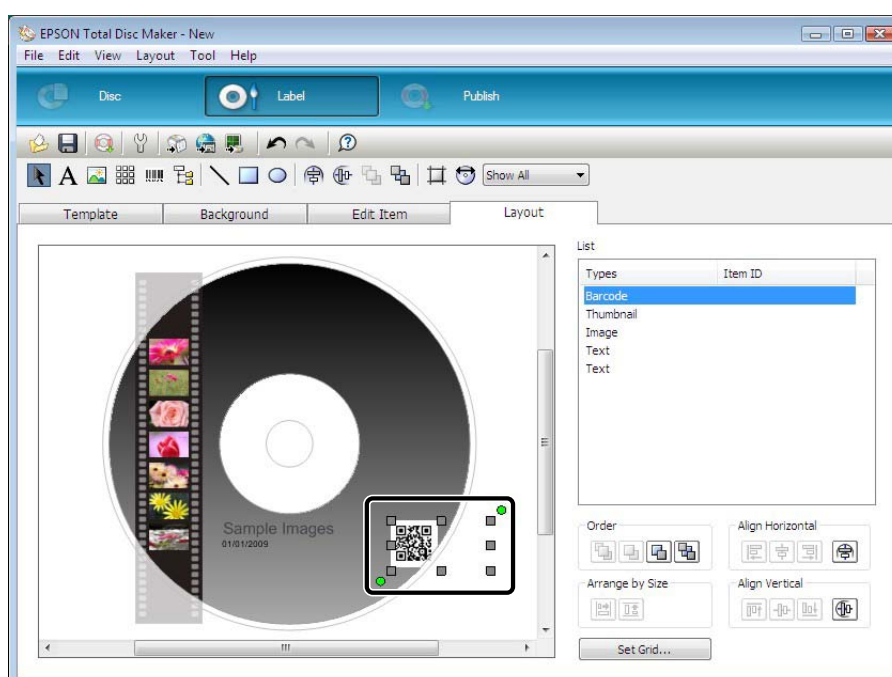 EPSON Total Disc Maker - New
File Edit View Layout Tool Help
Disc Label Publish
A Show All
Template Background Edit Item Layout
List
Types Item ID
Barcode
Thumbnail
Image
Text
Text
Sample Images
01/01/2009
Order Align Horizontal
Arrange by Size Align Vertical
Set Grid...